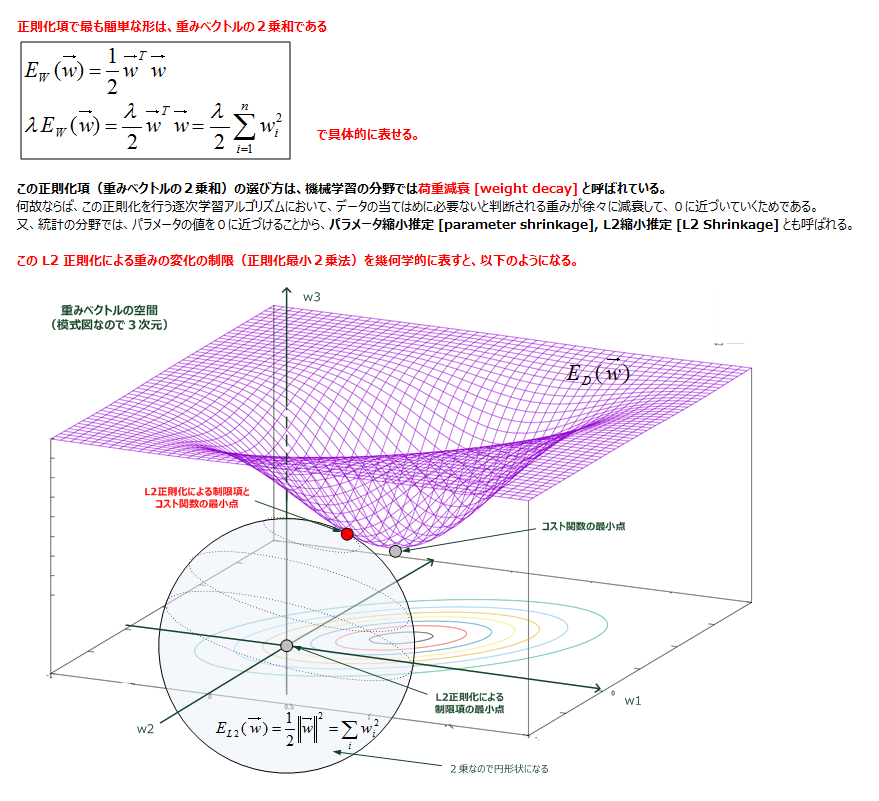 正則化項で最も簡単な形は、重みベクトルの２乗和である
E_W(\vec{w}) = \frac{1}{2} \vec{w}^T \vec{w}
λE_W(\vec{w}) = \frac{λ}{2} \vec{w}^T \vec{w} = \frac{λ}{2} \sum_{i=1}^{n} w_i^2 で具体的に表せる。
この正則化項（重みベクトルの２乗和）の選び方は、機械学習の分野では荷重減衰 [weight decay] と呼ばれている。
何故ならば、この正則化を行う逐次学習アルゴリズムにおいて、データの当てはめに必要ないと判断される重みが徐々に減衰して、０に近づいていくためである。
又、統計の分野では、パラメータの値を０に近づけることから、パラメータ縮小推定 [parameter shrinkage], L2縮小推定 [L2 Shrinkage] とも呼ばれる。
この L2 正則化による重みの変化の制限（正則化最小２乗法）を幾何学的に表すと、以下のようになる。
w3
重みベクトルの空間
（模式図なので３次元）
E_D(\vec{w})
L2正則化による制限項と
コスト関数の最小点
コスト関数の最小点
L2正則化による
制限項の最小点
w1
w2
E_{L2}(\vec{w}) = \frac{1}{2} \|\vec{w}\|^2 = \sum_i w_i^2
２乗なので円形状になる